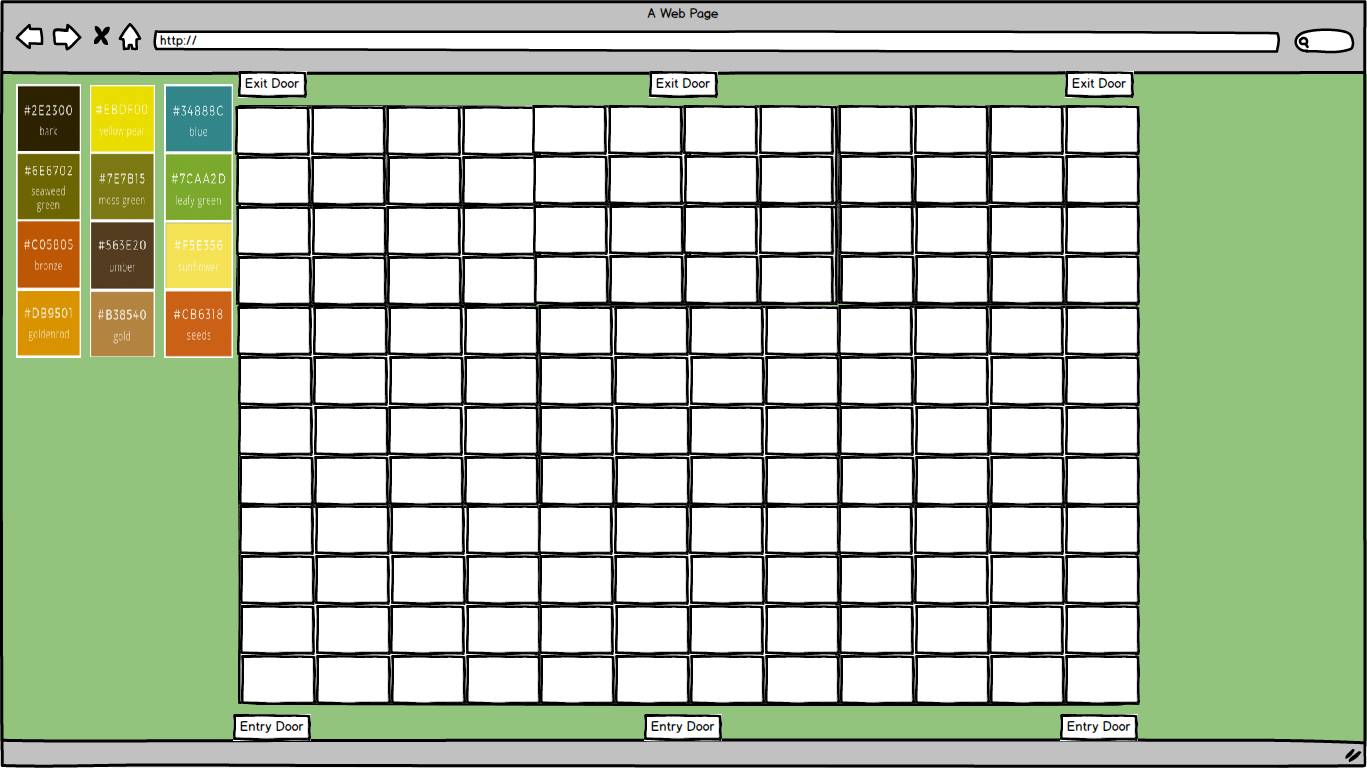 A Web Page
http://
Exit Door
Exit Door
Exit Door
#2E2300
bark
#EBDF00
yellow pear
#34888C
blue
#6E6702
seaweed
green
#7E7B15
moss green
#7CAA2D
leafy green
#C05805
bronze
#563E20
umber
#F5E356
sunflower
#DB9501
goldenrod
#B38540
gold
#CB6318
seeds
Entry Door
Entry Door
Entry Door